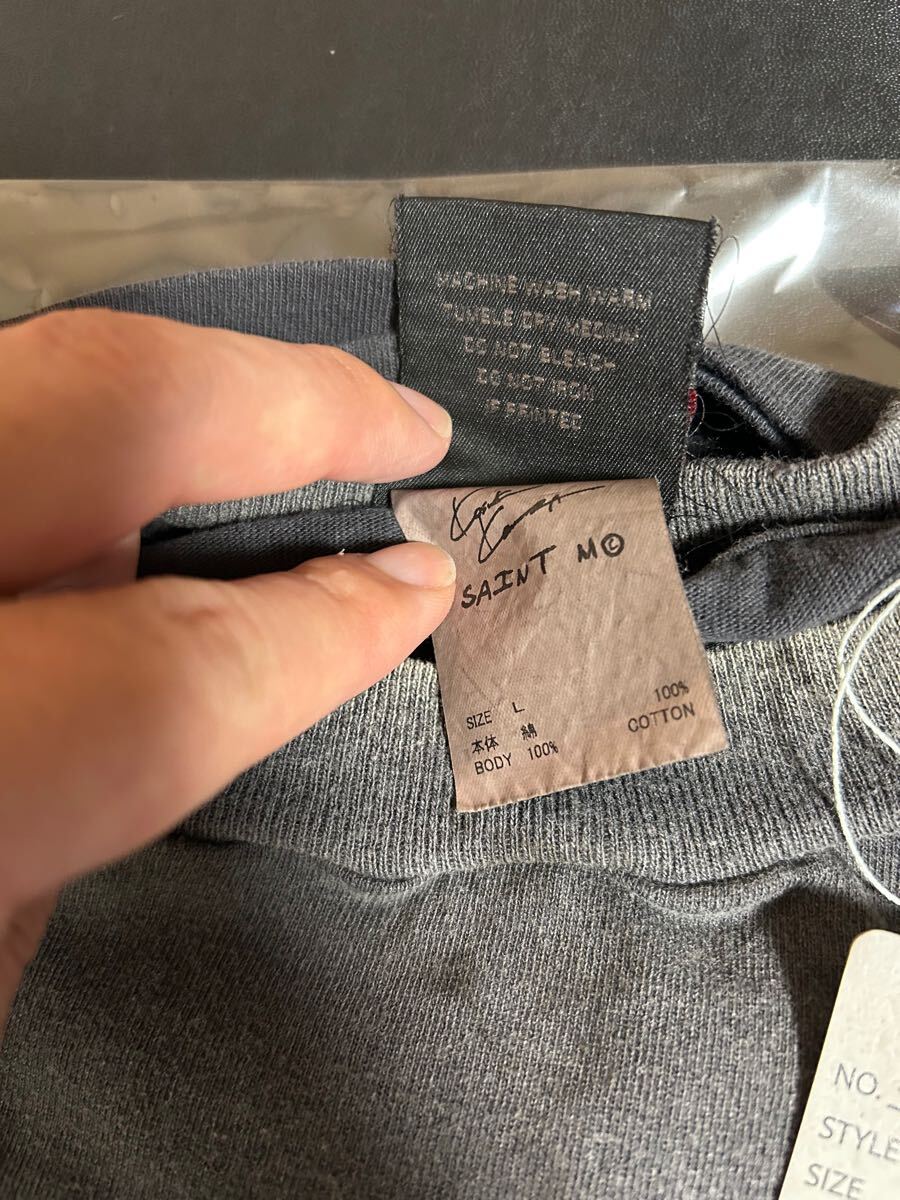 MACHINE WASH WARM
TUMBLE DRY MEDIUM
DO NOT BLEACH
DO NOT IRON
IF PRINTED
SAINT M©
SIZE L
本体 綿
BODY 100%
100%
COTTON
NO.
STYLE
SIZE